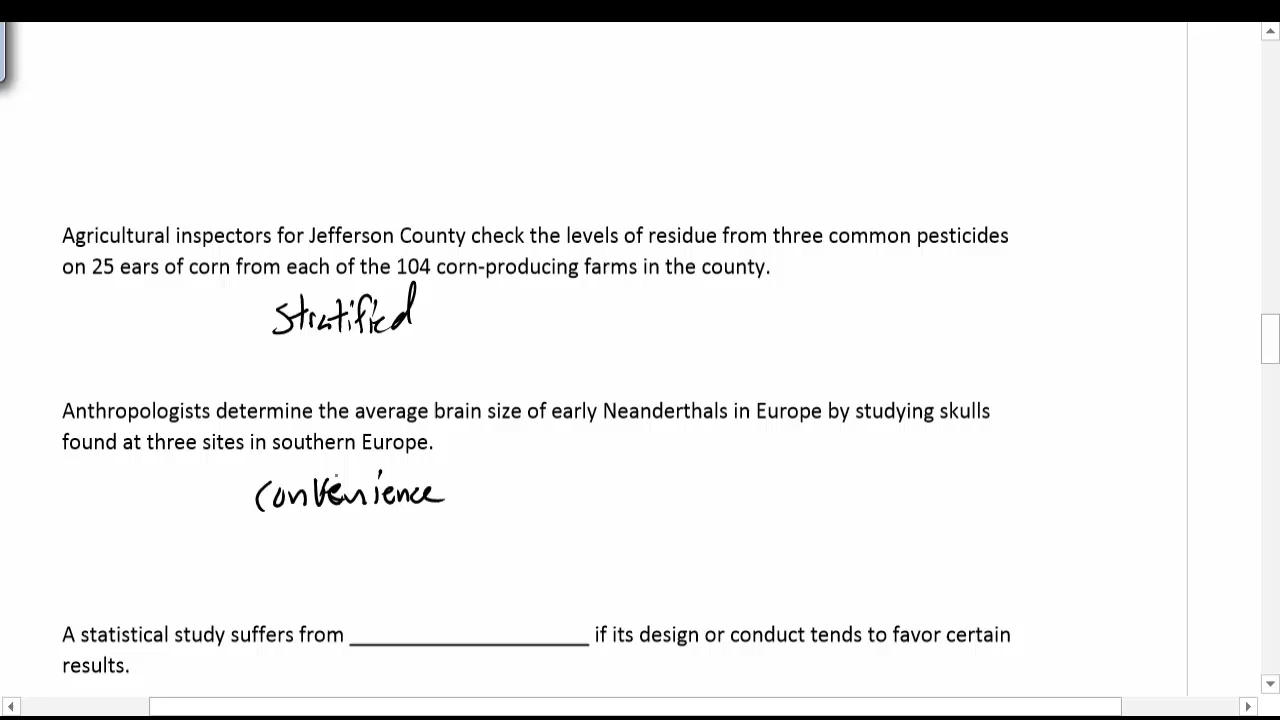 Agricultural inspectors for Jefferson County check the levels of residue from three common pesticides
on 25 ears of corn from each of the 104 corn-producing farms in the county.
Stratified
Anthropologists determine the average brain size of early Neanderthals in Europe by studying skulls
found at three sites in southern Europe.
convenience
A statistical study suffers from ______________________ if its design or conduct tends to favor certain
results.